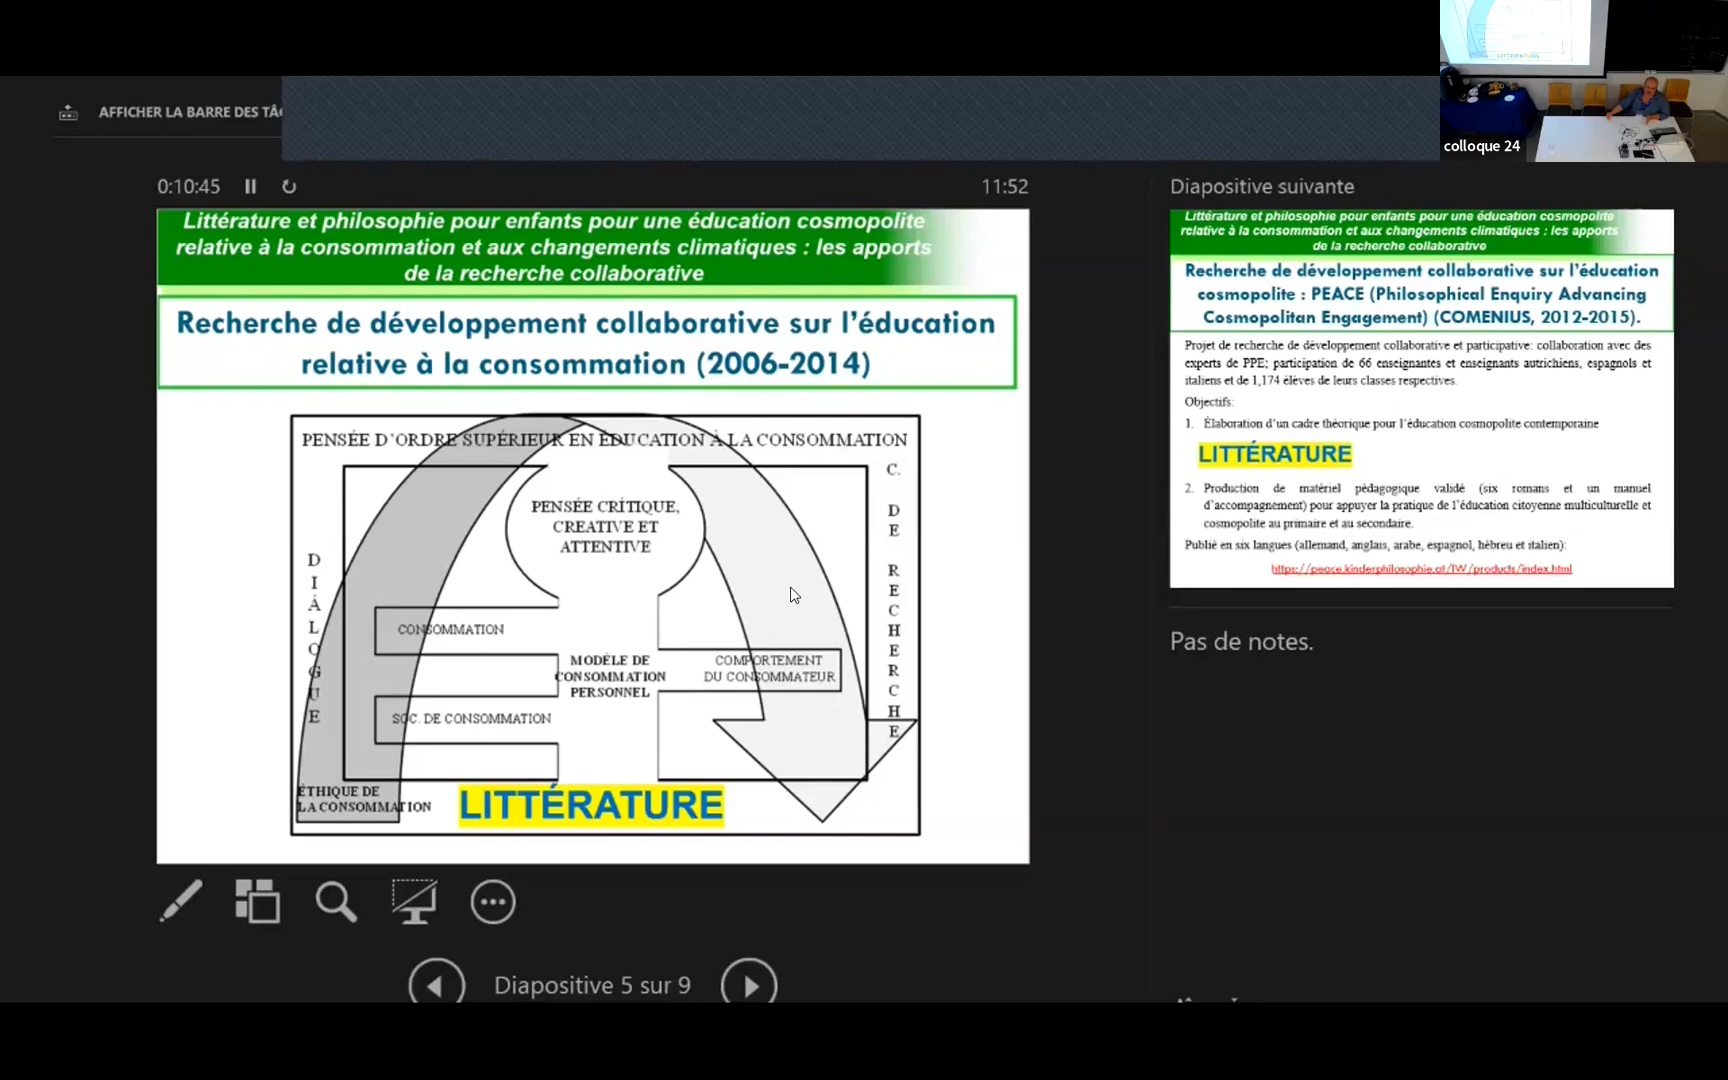 colloque 24
AFFICHER LA BARRE DES TÂC
0:10:45
11:52
Littérature et philosophie pour enfants pour une éducation cosmopolite
relative à la consommation et aux changements climatiques : les apports
de la recherche collaborative
Recherche de développement collaborative sur l'éducation
relative à la consommation (2006-2014)
PENSÉE D'ORDRE SUPÉRIEUR EN ÉDUCATION À LA CONSOMMATION
PENSÉE CRÍTIQUE,
CREATIVE ET
ATTENTIVE
DIÁLOGUE
C. DE RECHERCHE
CONSOMMATION
MODÈLE DE
CONSOMMATION
PERSONNEL
COMPORTEMENT
DU CONSOMMATEUR
SOC. DE CONSOMMATION
ÉTHIQUE DE
LA CONSOMMATION
LITTÉRATURE
Diapositive 5 sur 9
Diapositive suivante
Littérature et philosophie pour enfants pour une éducation cosmopolite
relative à la consommation et aux changements climatiques : les apports
de la recherche collaborative
Recherche de développement collaborative sur l'éducation
cosmopolite : PEACE (Philosophical Enquiry Advancing
Cosmopolitan Engagement) (COMENIUS, 2012-2015).
Projet de recherche de développement collaborative et participative: collaboration avec des
experts de PPE; participation de 66 enseignantes et enseignants autrichiens, espagnols et
italiens et de 1,174 élèves de leurs classes respectives.
Objectifs:
1. Élaboration d'un cadre théorique pour l'éducation cosmopolite contemporaine
LITTÉRATURE
2. Production de matériel pédagogique validé (six romans et un manuel
d'accompagnement) pour appuyer la pratique de l'éducation citoyenne multiculturelle et
cosmopolite au primaire et au secondaire.
Publié en six langues (allemand, anglais, arabe, espagnol, hébreu et italien):
https://peace.kinderphilosophie.at/IW/products/index.html
Pas de notes.